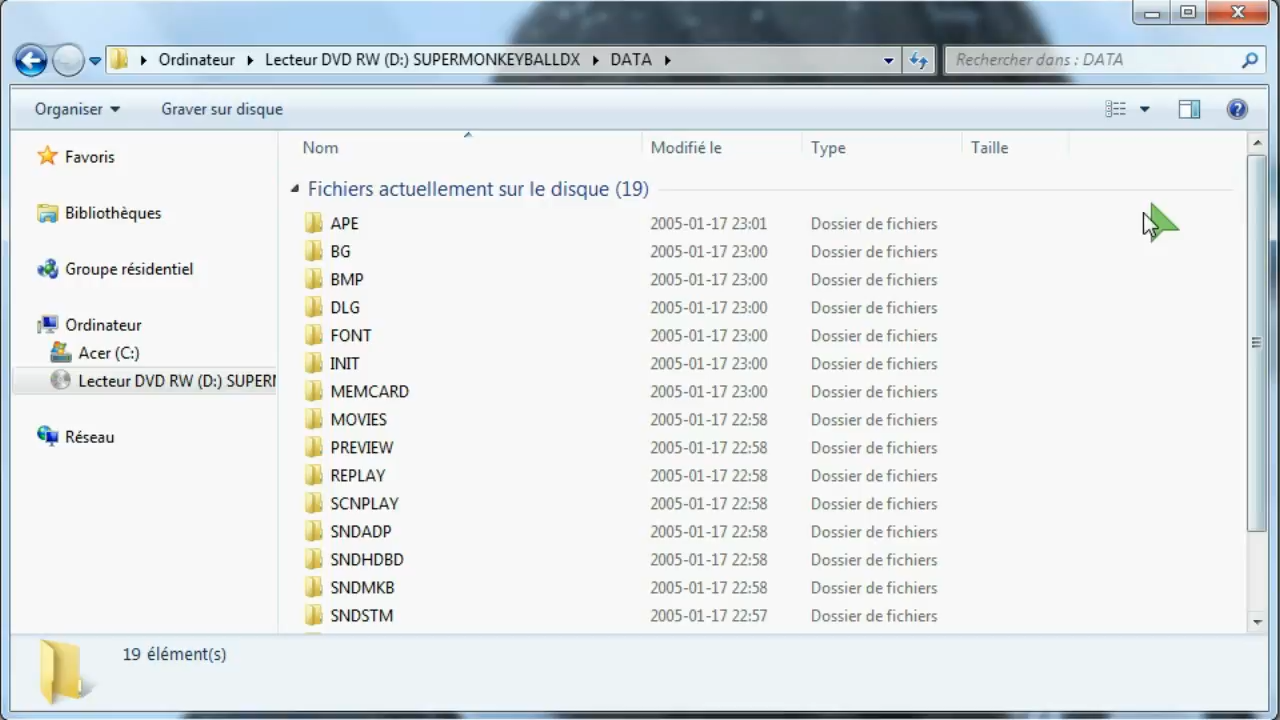 Ordinateur Lecteur DVD RW (D:) SUPERMONKEYBALLDX DATA
Rechercher dans : DATA
Organiser Graver sur disque
Favoris
Bibliothèques
Groupe résidentiel
Ordinateur
Acer (C:)
Lecteur DVD RW (D:) SUPERM
Réseau
Nom Modifié le Type Taille
Fichiers actuellement sur le disque (19)
APE 2005-01-17 23:01 Dossier de fichiers
BG 2005-01-17 23:00 Dossier de fichiers
BMP 2005-01-17 23:00 Dossier de fichiers
DLG 2005-01-17 23:00 Dossier de fichiers
FONT 2005-01-17 23:00 Dossier de fichiers
INIT 2005-01-17 23:00 Dossier de fichiers
MEMCARD 2005-01-17 23:00 Dossier de fichiers
MOVIES 2005-01-17 22:58 Dossier de fichiers
PREVIEW 2005-01-17 22:58 Dossier de fichiers
REPLAY 2005-01-17 22:58 Dossier de fichiers
SCNPLAY 2005-01-17 22:58 Dossier de fichiers
SNDADP 2005-01-17 22:58 Dossier de fichiers
SNDHDBD 2005-01-17 22:58 Dossier de fichiers
SNDMKB 2005-01-17 22:58 Dossier de fichiers
SNDSTM 2005-01-17 22:57 Dossier de fichiers
19 élément(s)